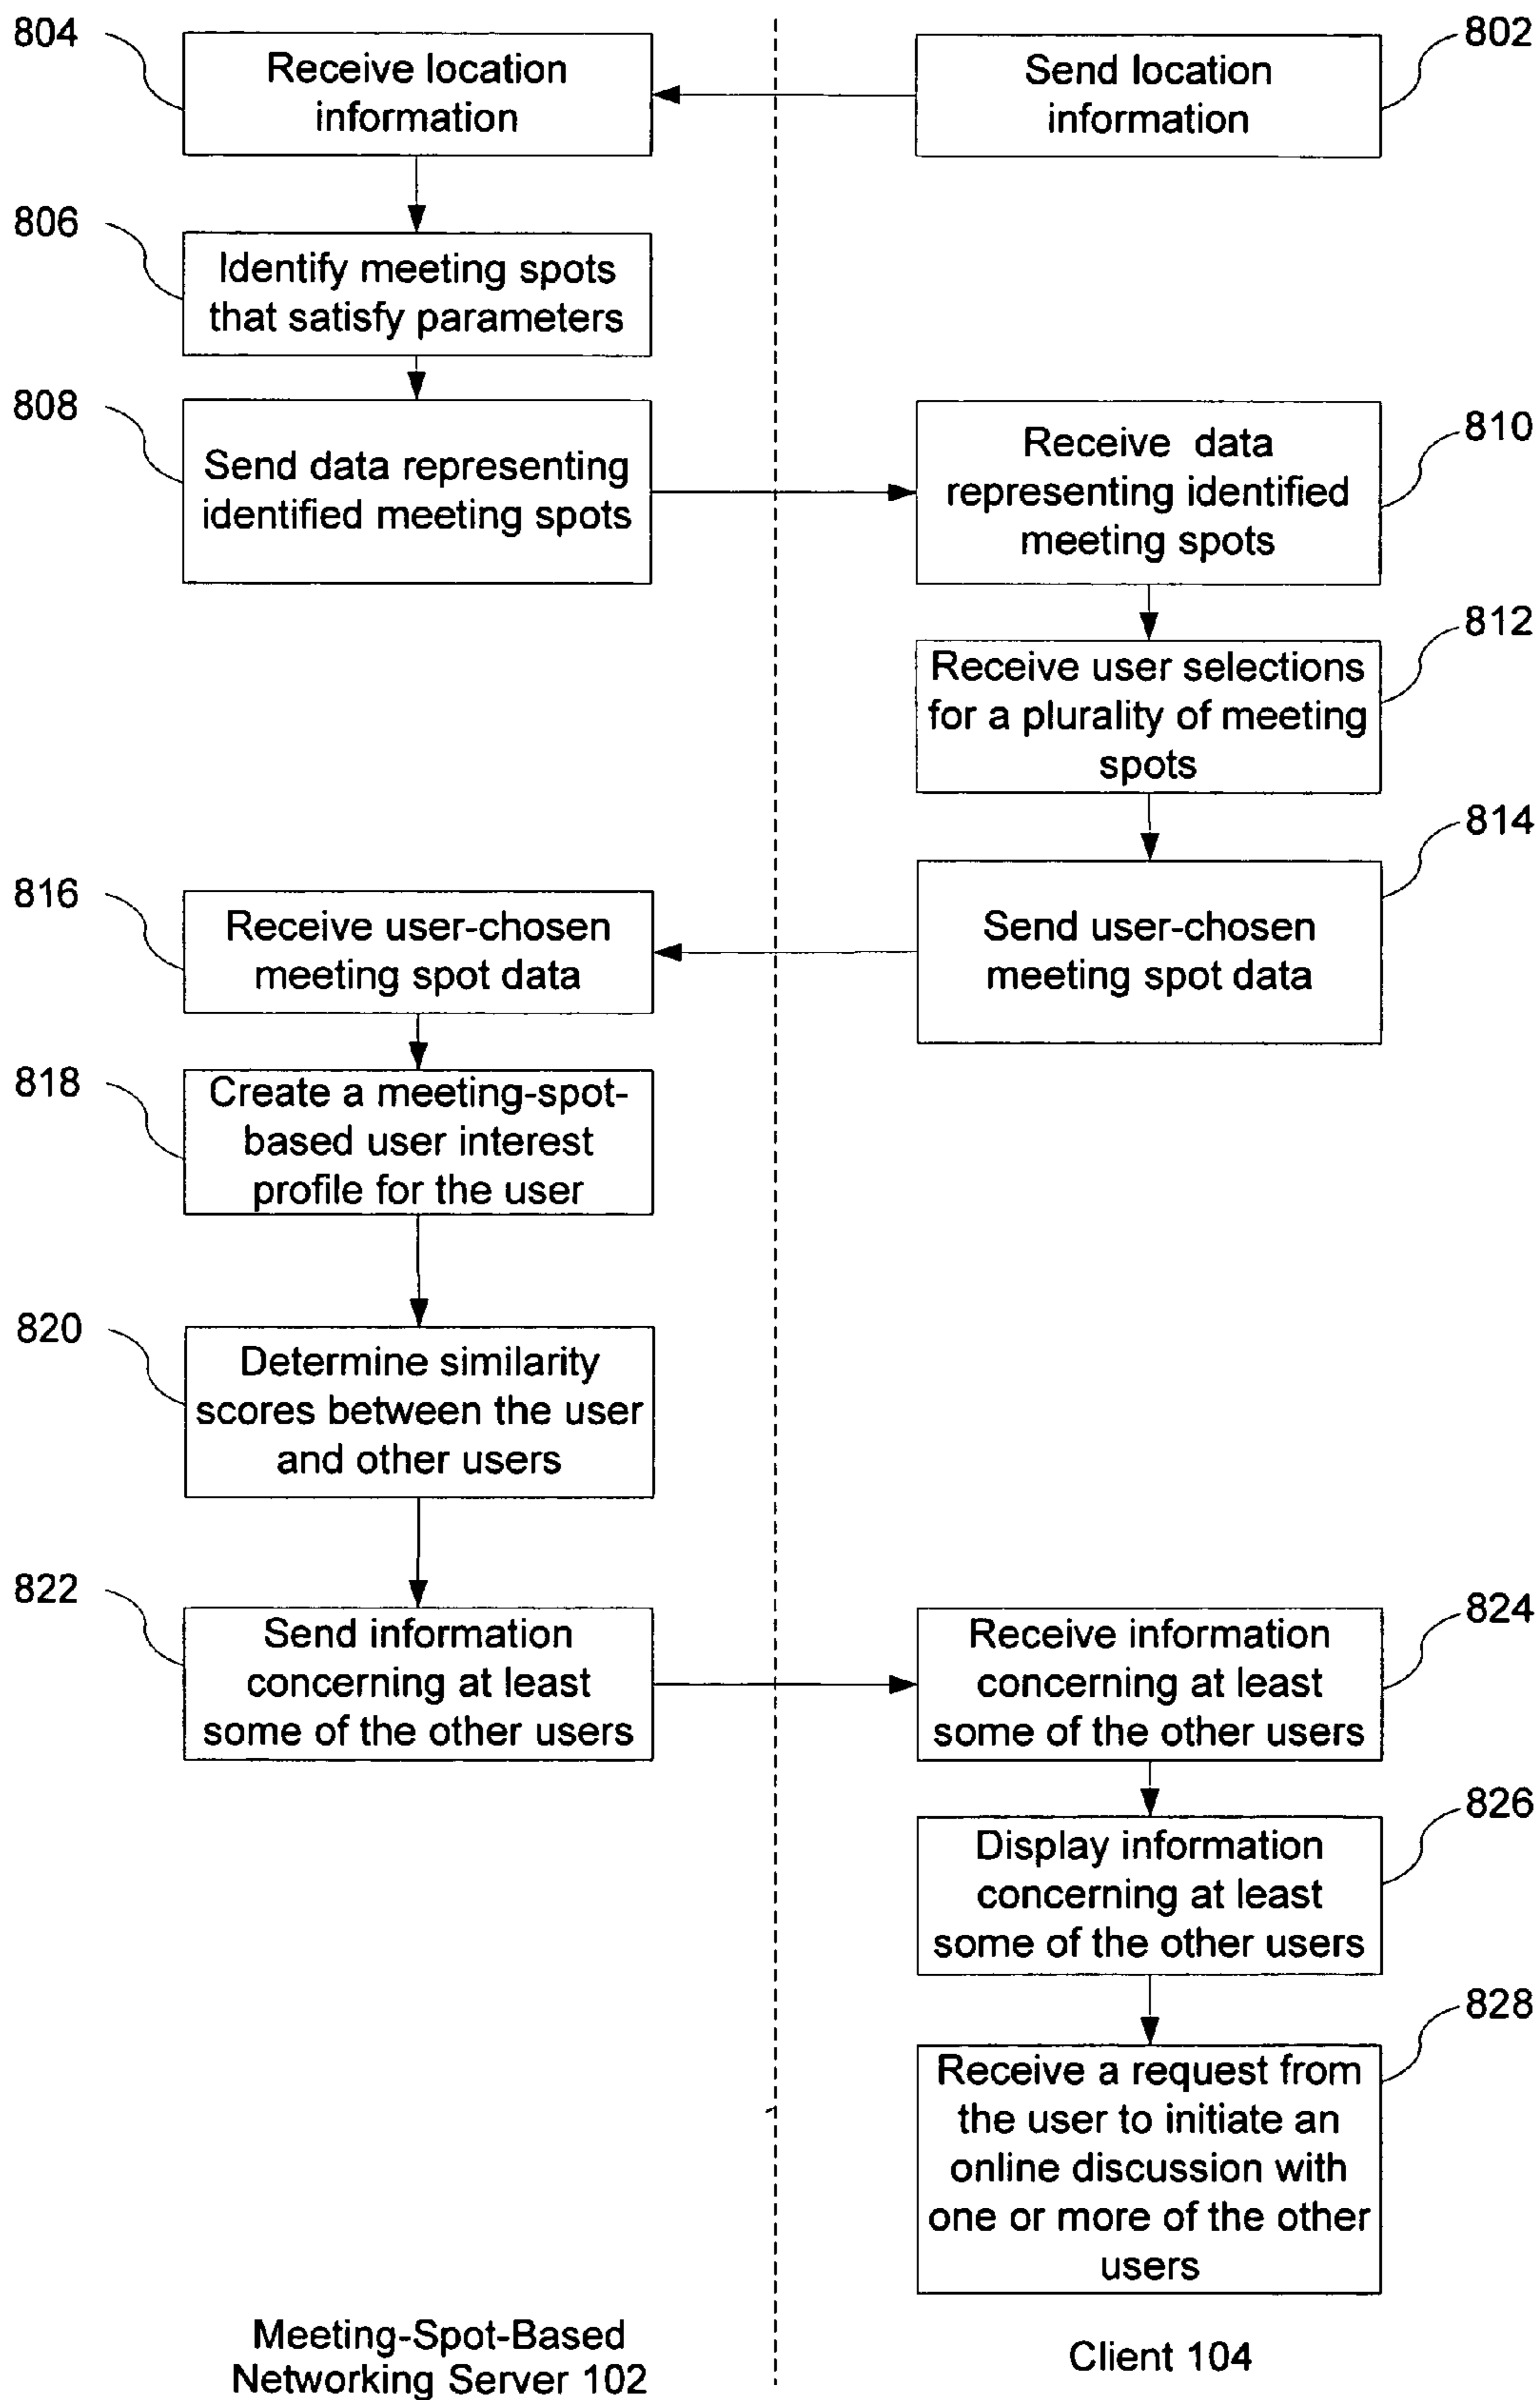 804
Receive location
information
802
Send location
information
806
Identify meeting spots
that satisfy parameters
808
Send data representing
identified meeting spots
810
Receive data
representing identified
meeting spots
812
Receive user selections
for a plurality of meeting
spots
814
Send user-chosen
meeting spot data
816
Receive user-chosen
meeting spot data
818
Create a meeting-spot-
based user interest
profile for the user
820
Determine similarity
scores between the user
and other users
822
Send information
concerning at least
some of the other users
824
Receive information
concerning at least
some of the other users
826
Display information
concerning at least
some of the other users
828
Receive a request from
the user to initiate an
online discussion with
one or more of the other
users
Meeting-Spot-Based
Networking Server 102
Client 104